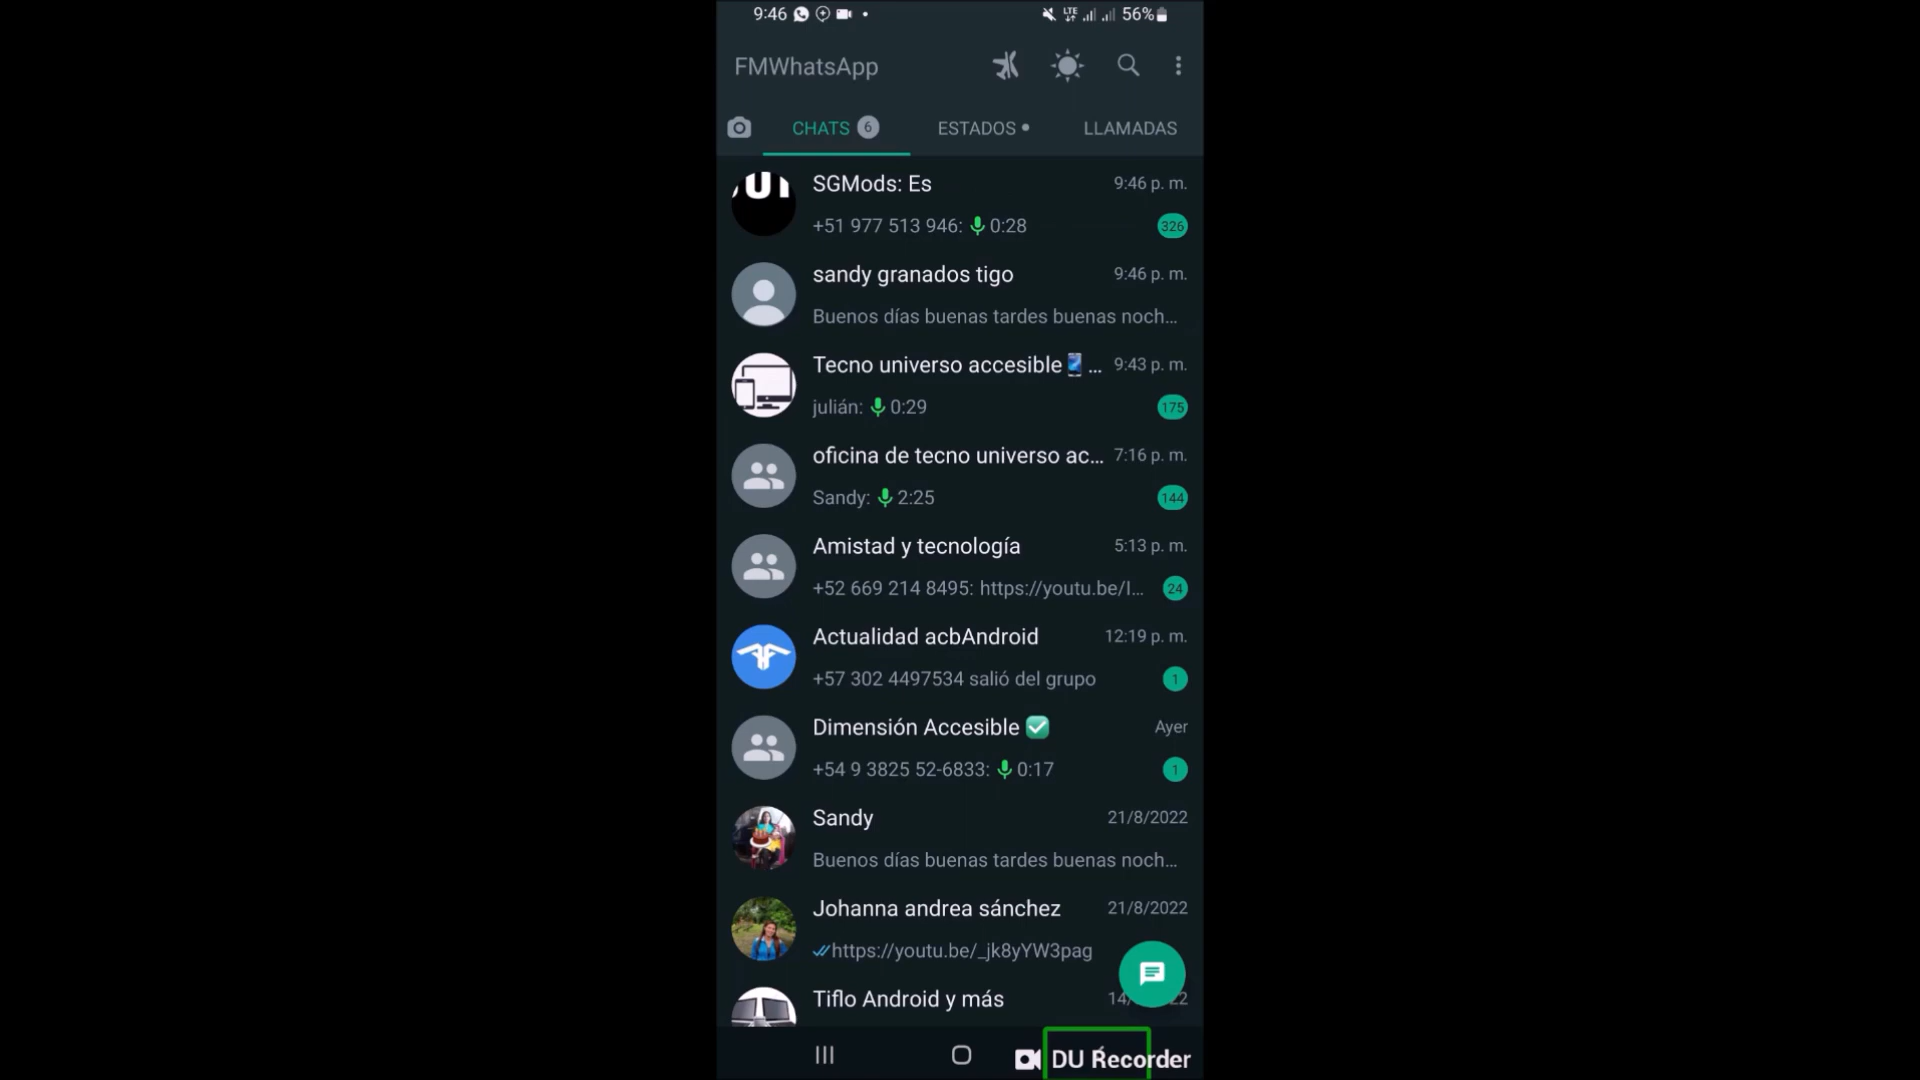 9:46 56%
FMWhatsApp
CHATS 6 ESTADOS LLAMADAS
SGMods: Es 9:46 p. m.
+51 977 513 946: 0:28 326
sandy granados tigo 9:46 p. m.
Buenos días buenas tardes buenas noch...
Tecno universo accesible📱... 9:43 p. m.
julián: 0:29 175
oficina de tecno universo ac... 7:16 p. m.
Sandy: 2:25 144
Amistad y tecnología 5:13 p. m.
+52 669 214 8495: https://youtu.be/I... 24
Actualidad acbAndroid 12:19 p. m.
+57 302 4497534 salió del grupo 1
Dimensión Accesible ✅ Ayer
+54 9 3825 52-6833: 0:17 1
Sandy 21/8/2022
Buenos días buenas tardes buenas noch...
Johanna andrea sánchez 21/8/2022
https://youtu.be/_jk8yYW3pag
Tiflo Android y más
DU Recorder